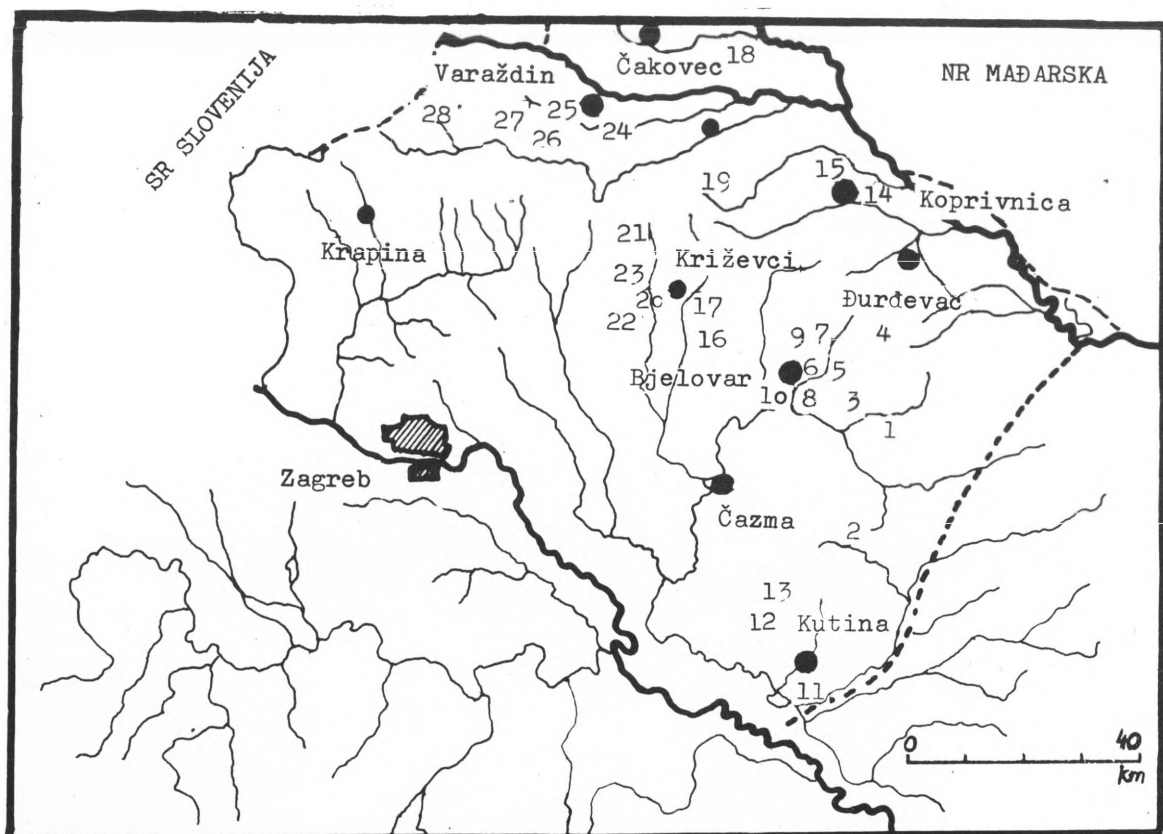 SR SLOVENIJA
NR MAĐARSKA
Varaždin
Čakovec
18
28
27
25
26
24
19
15
14
Koprivnica
Krapina
21
Križevci
23
2o
17
22
16
Đurđevac
9 7
4
Bjelovar
6 5
1o 8
3
1
Zagreb
Čazma
2
13
12
Kutina
11
0
40
km